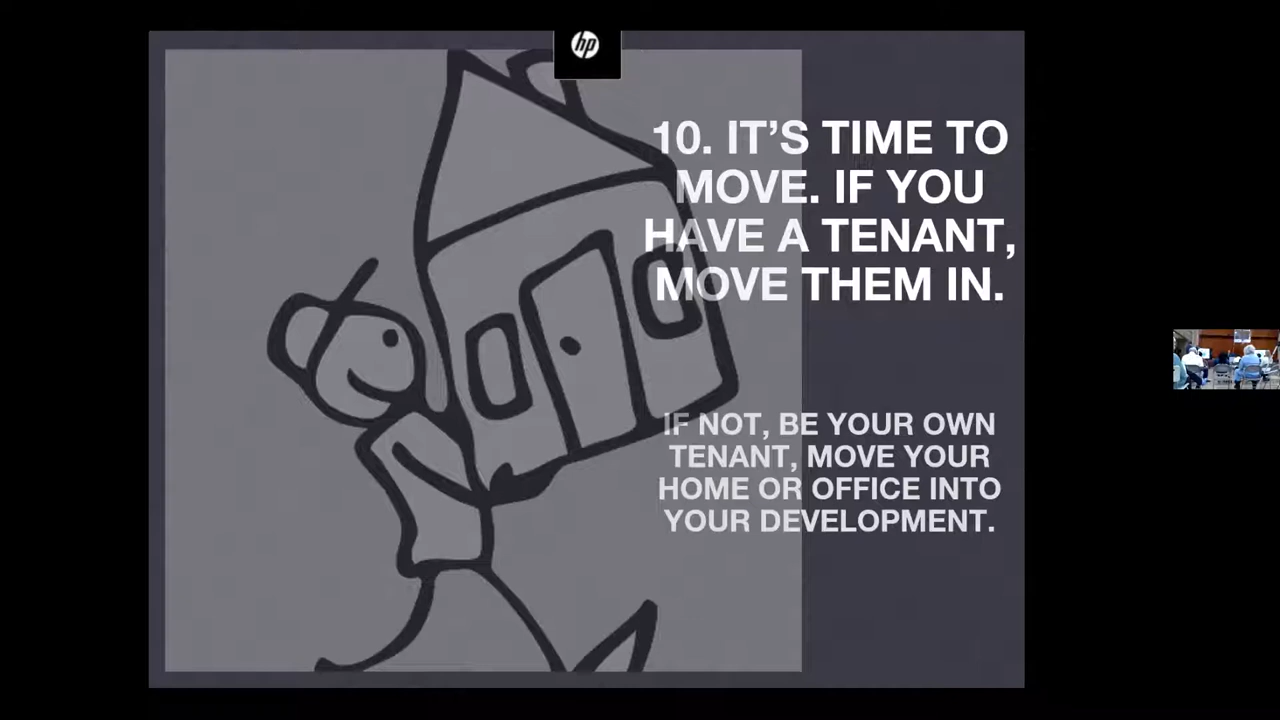 hp
10. IT'S TIME TO
MOVE. IF YOU
HAVE A TENANT,
MOVE THEM IN.
IF NOT, BE YOUR OWN
TENANT, MOVE YOUR
HOME OR OFFICE INTO
YOUR DEVELOPMENT.